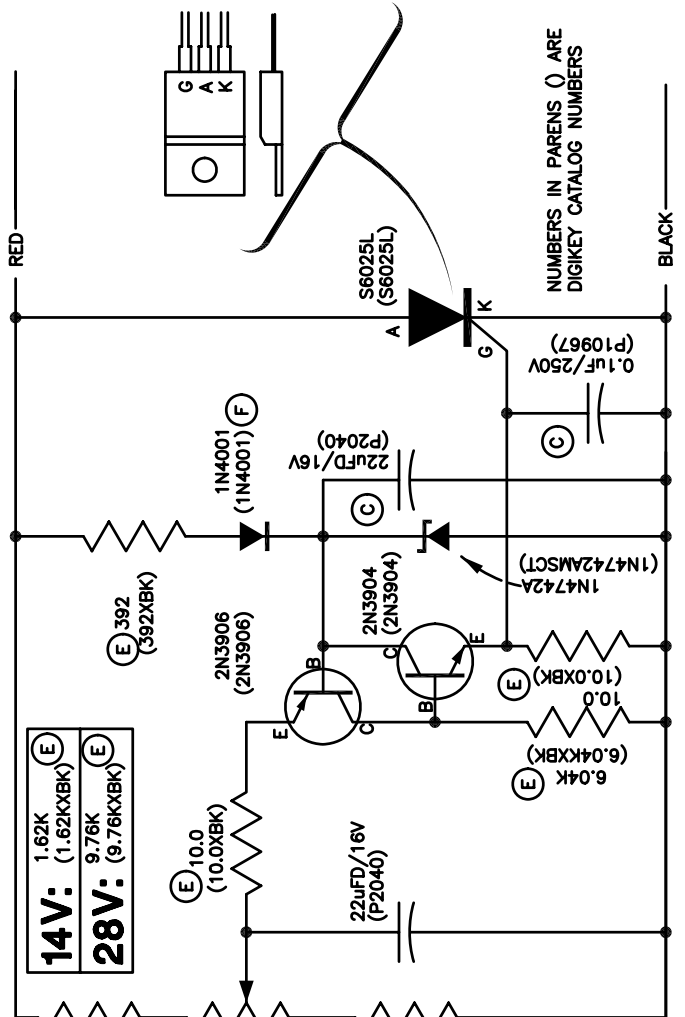 RED
G
A
K
NUMBERS IN PARENS () ARE
DIGIKEY CATALOG NUMBERS
BLACK
S6025L
(S6025L)
A
K
G
0.1uF/250V
(P10967)
C
1N4001
(1N4001)
F
22uFD/16V
(P2040)
C
1N4742A
(1N4742AMSCT)
E
392
(392XBK)
2N3906
(2N3906)
B
E
C
2N3904
(2N3904)
C
B
E
E
10.0
(10.0XBK)
E
6.04K
(6.04KXBK)
14V:
1.62K
(1.62KXBK)
E
28V:
9.76K
(9.76KXBK)
E
E
10.0
(10.0XBK)
22uFD/16V
(P2040)